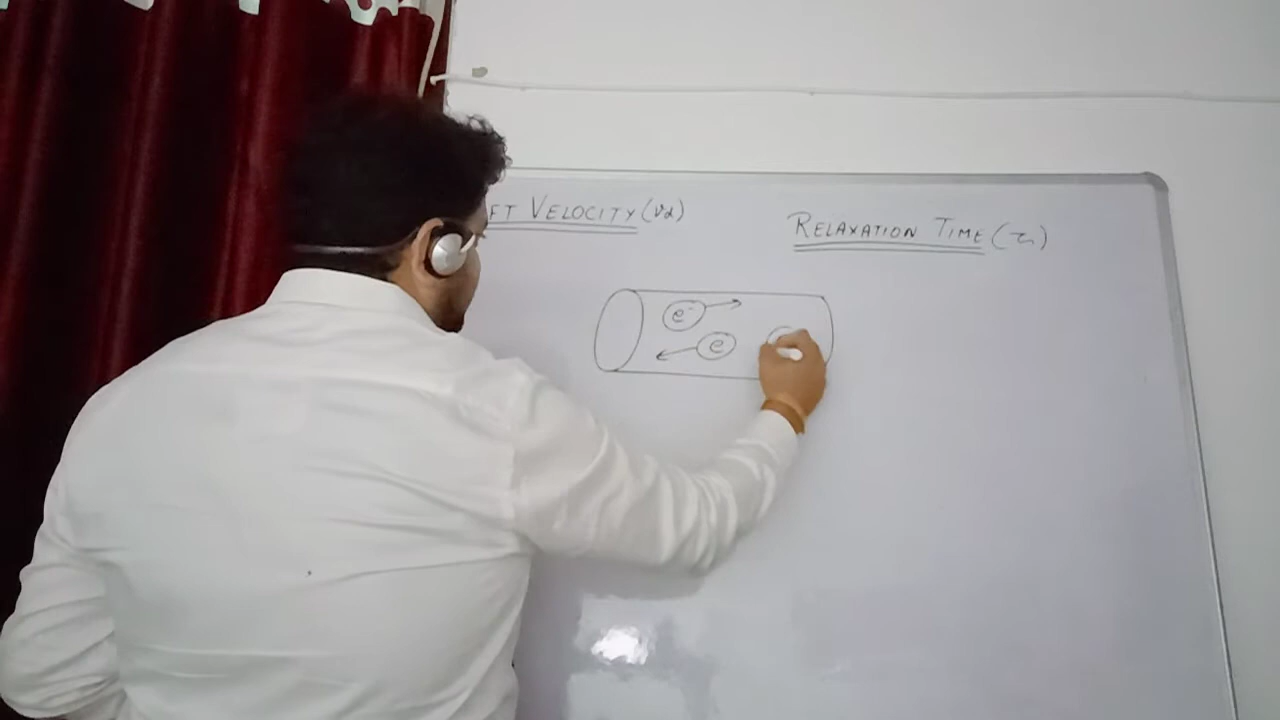 FT VELOCITY (vd)
RELAXATION TIME (τ)
e⁻
e